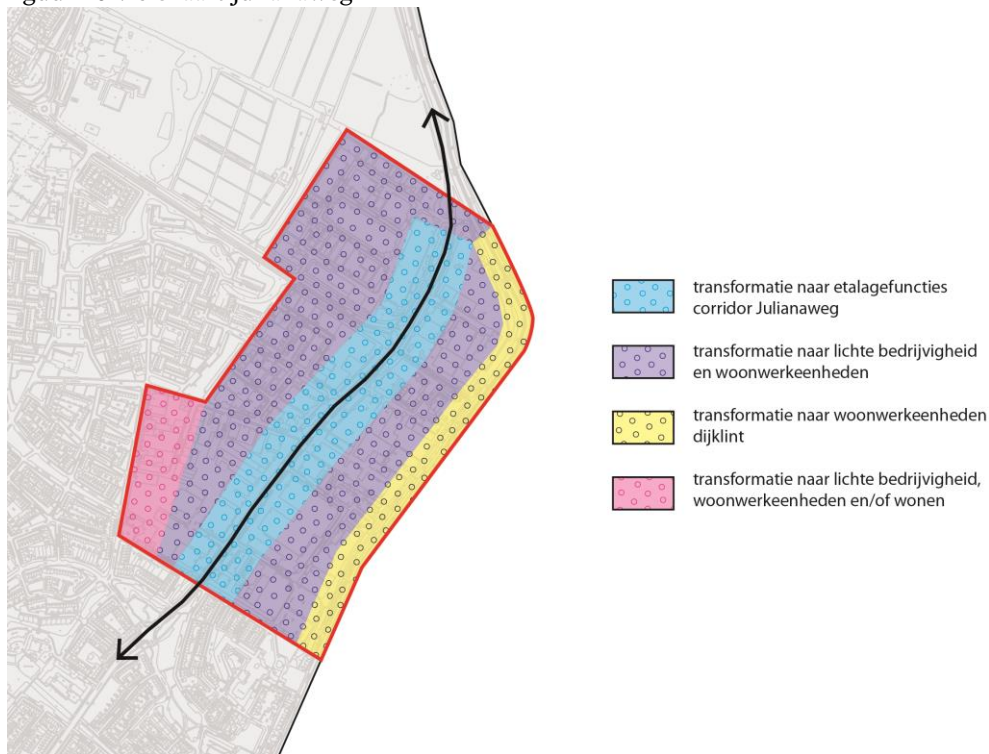 transformatie naar etalagefuncties
corridor Julianaweg
transformatie naar lichte bedrijvigheid
en woonwerkeenheden
transformatie naar woonwerkeenheden
dijklint
transformatie naar lichte bedrijvigheid,
woonwerkeenheden en/of wonen